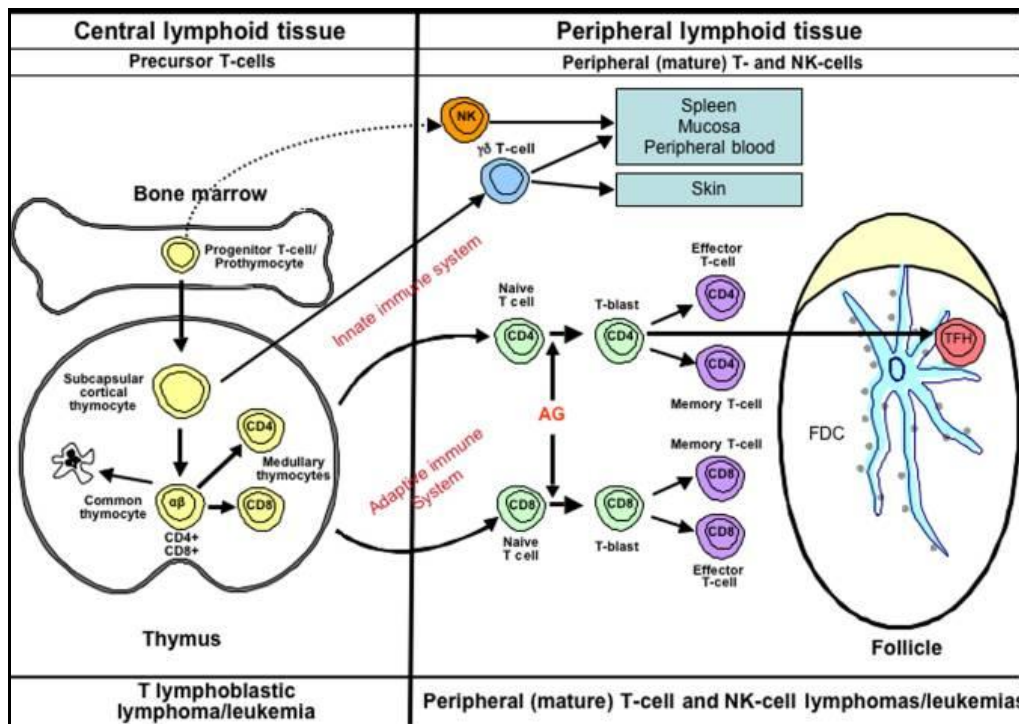 Central lymphoid tissue
Precursor T-cells
Peripheral lymphoid tissue
Peripheral (mature) T- and NK-cells
NK
γδ T-cell
Spleen
Mucosa
Peripheral blood
Skin
Bone marrow
Progenitor T-cell/
Prothymocyte
Innate immune system
Subcapsular
cortical
thymocyte
CD4
Medullary
thymocytes
Common
thymocyte
αβ
CD8
CD4+
CD8+
Thymus
Adaptive immune
System
Naive
T cell
CD4
T-blast
CD4
Effector
T-cell
CD4
CD4
Memory T-cell
AG
Memory T-cell
CD8
CD8
Naive
T cell
CD8
T-blast
CD8
Effector
T-cell
TFH
FDC
Follicle
T lymphoblastic
lymphoma/leukemia
Peripheral (mature) T-cell and NK-cell lymphomas/leukemias